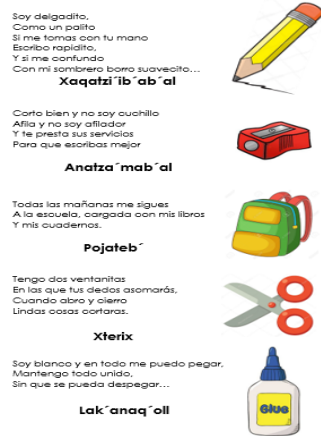 Soy delgadito,
Como un palito
Si me tomas con tu mano
Escribo rapidito,
Y si me confundo
Con mi sombrero borro suavecito...
Xaqatzi´ib´ab´al
Corto bien y no soy cuchillo
Afila y no soy afilador
Y te presta sus servicios
Para que escribas mejor
Anatza´mab´al
Todas las mañanas me sigues
A la escuela, cargada con mis libros
Y mis cuadernos.
Pojateb´
Tengo dos ventanitas
En las que tus dedos asomarás,
Cuando abro y cierro
Lindas cosas cortaras.
Xterix
Soy blanco y en todo me puedo pegar,
Mantengo todo unido,
Sin que se pueda despegar...
Glue
Lak´anaq´oll